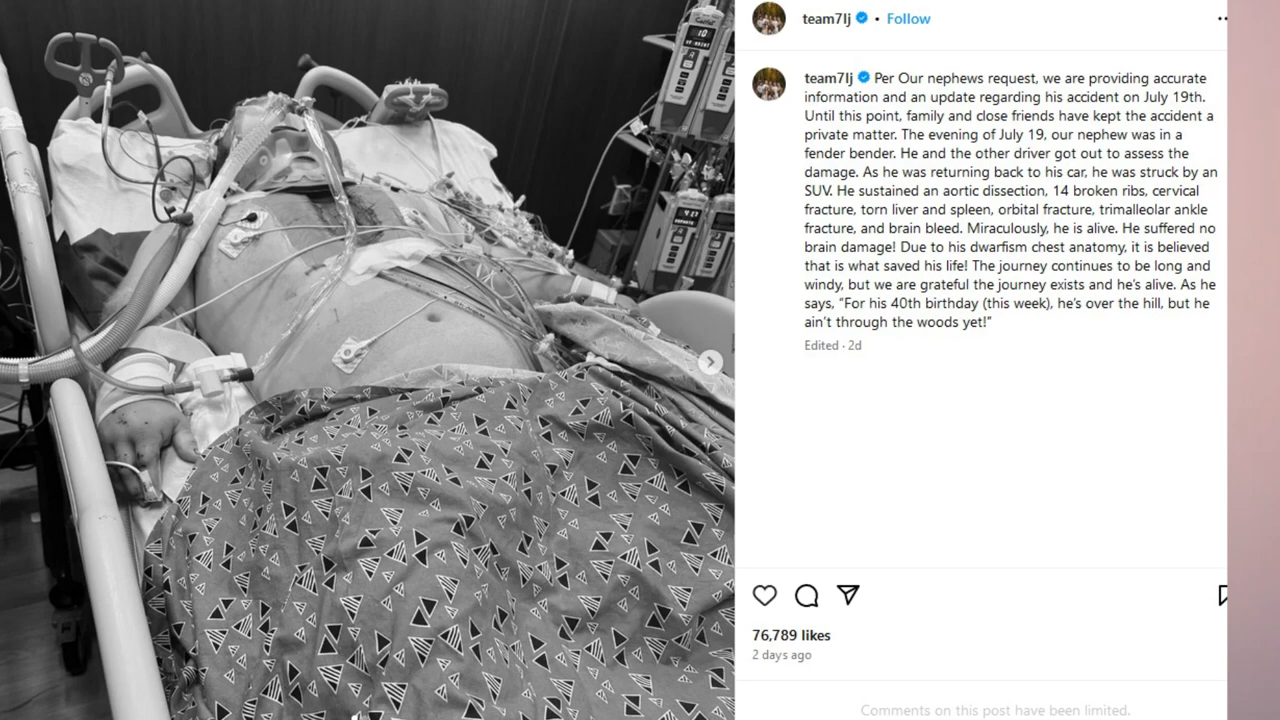 team7lj • Follow
team7lj Per Our nephews request, we are providing accurate
information and an update regarding his accident on July 19th.
Until this point, family and close friends have kept the accident a
private matter. The evening of July 19, our nephew was in a
fender bender. He and the other driver got out to assess the
damage. As he was returning back to his car, he was struck by an
SUV. He sustained an aortic dissection, 14 broken ribs, cervical
fracture, torn liver and spleen, orbital fracture, trimalleolar ankle
fracture, and brain bleed. Miraculously, he is alive. He suffered no
brain damage! Due to his dwarfism chest anatomy, it is believed
that is what saved his life! The journey continues to be long and
windy, but we are grateful the journey exists and he's alive. As he
says, “For his 40th birthday (this week), he's over the hill, but he
ain't through the woods yet!”
Edited · 2d
76,789 likes
2 days ago
Comments on this post have been limited.